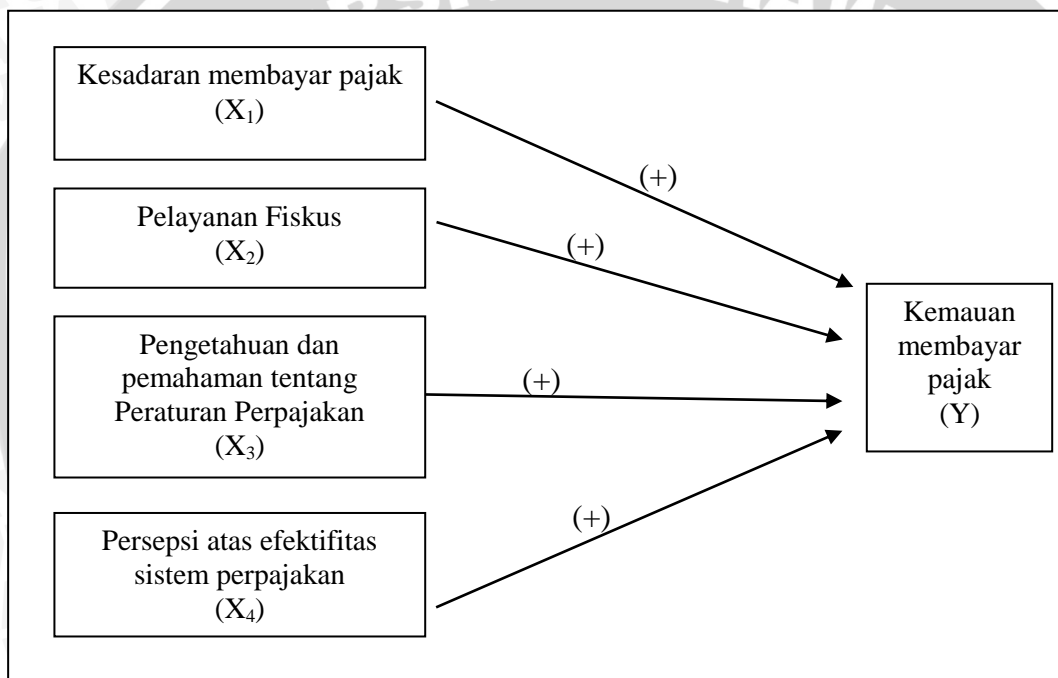 Kesadaran membayar pajak
(X₁)
(+)
Pelayanan Fiskus
(X₂)
(+)
Pengetahuan dan
pemahaman tentang
Peraturan Perpajakan
(X₃)
(+)
Persepsi atas efektifitas
sistem perpajakan
(X₄)
(+)
Kemauan
membayar
pajak
(Y)